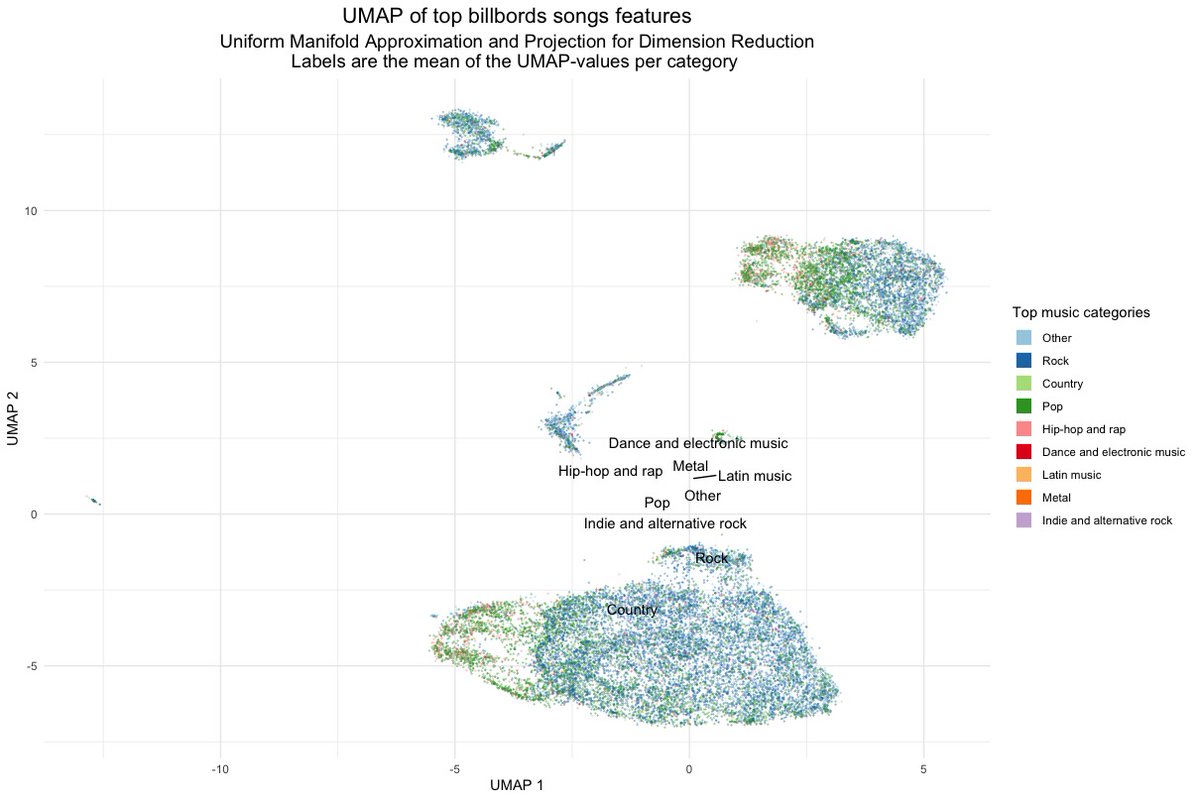 UMAP of top billbords songs features
Uniform Manifold Approximation and Projection for Dimension Reduction
Labels are the mean of the UMAP-values per category
10
5
0
-5
UMAP 2
Dance and electronic music
Hip-hop and rap
Metal
Latin music
Other
Pop
Indie and alternative rock
Rock
Country
-10
-5
0
5
UMAP 1
Top music categories
Other
Rock
Country
Pop
Hip-hop and rap
Dance and electronic music
Latin music
Metal
Indie and alternative rock